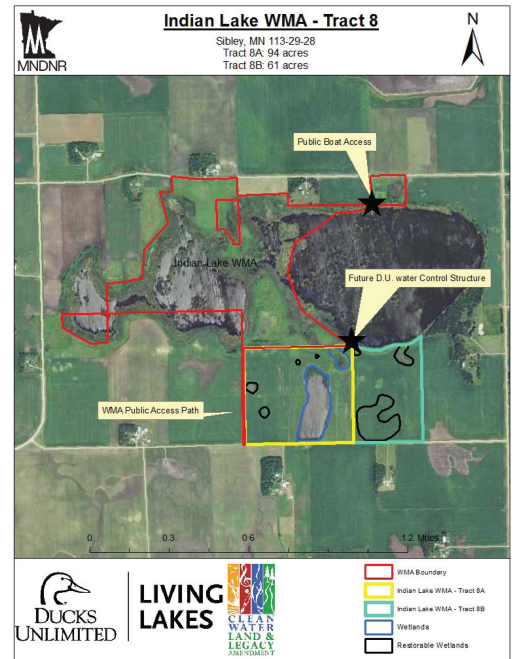 Indian Lake WMA - Tract 8
Sibley, MN 113-29-28
Tract 8A: 94 acres
Tract 8B: 61 acres
MNDNR
N
Public Boat Access
Indian Lake WMA
Future D.U. water Control Structure
WMA Public Access Path
0
0.6
1.2 Miles
DUCKS
UNLIMITED
LIVING
LAKES
CLEAN
WATER
LAND &
LEGACY
AMENDMENT
WMA Boundary
Indian Lake WMA - Tract 8A
Indian Lake WMA - Tract 8B
Wetlands
Restorable Wetlands